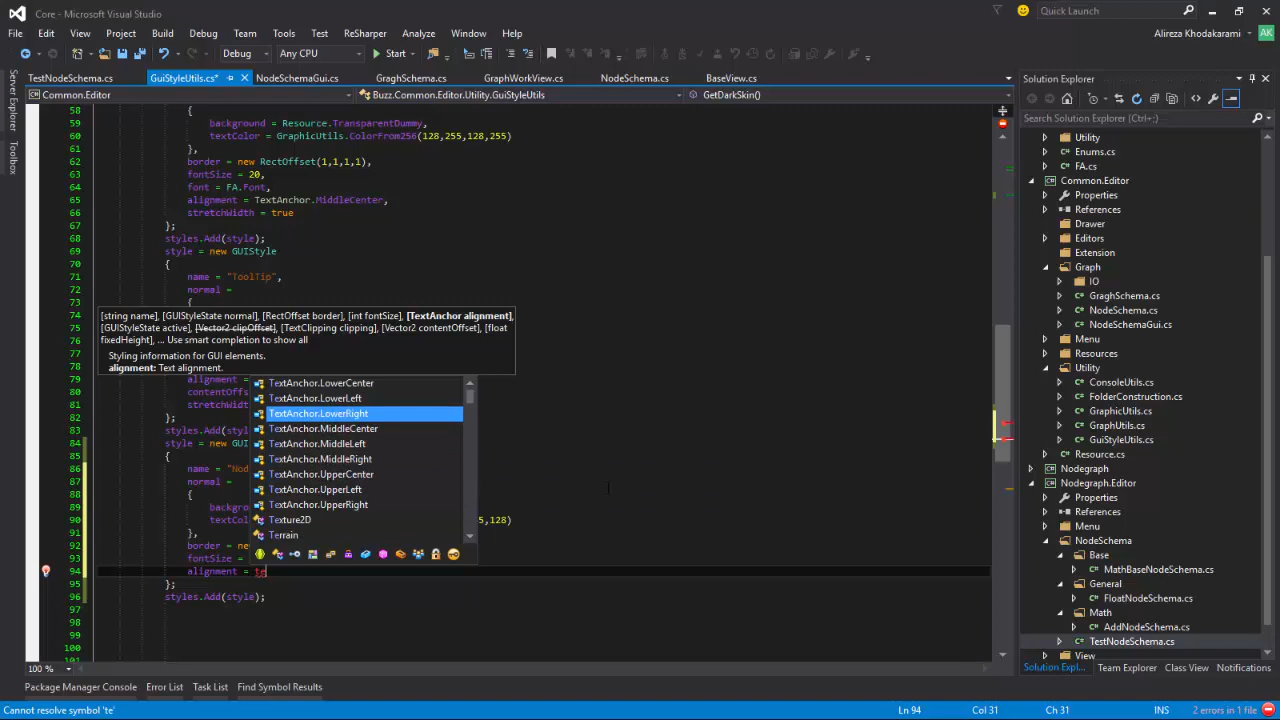 Core - Microsoft Visual Studio
Quick Launch
File Edit View Project Build Debug Team Tools Test ReSharper Analyze Window Help
Alireza Khodakarami AK
Debug Any CPU Start
TestNodeSchema.cs GuiStyleUtils.cs* NodeSchemaGui.cs GraghSchema.cs GraphWorkView.cs NodeSchema.cs BaseView.cs
Common.Editor Buzz.Common.Editor.Utility.GuiStyleUtils GetDarkSkin()
Server Explorer
Toolbox
58 {
59 background = Resource.TransparentDummy,
60 textColor = GraphicUtils.ColorFrom256(128,255,128,255)
61 },
62 border = new RectOffset(1,1,1,1),
63 fontSize = 20,
64 font = FA.Font,
65 alignment = TextAnchor.MiddleCenter,
66 stretchWidth = true
67 };
68 styles.Add(style);
69 style = new GUIStyle
70 {
71 name = "ToolTip",
72 normal =
73 {
74 [string name], [GUIStyleState normal], [RectOffset border], [int fontSize], [TextAnchor alignment],
75 [GUIStyleState active], [Vector2 clipOffset], [TextClipping clipping], [Vector2 contentOffset], [float
76 fixedHeight], ... Use smart completion to show all
77 Styling information for GUI elements.
78 alignment: Text alignment.
79 alignment =
80 contentOffs
81 stretchWidt
82 };
83 styles.Add(sty
84 style = new GUI
85 {
86 name = "Nod
87 normal =
88 {
89 backgro
90 textColo 5,128)
91 },
92 border = new
93 fontSize =
94 alignment = te
95 };
96 styles.Add(style);
97
98
99
100
101
TextAnchor.LowerCenter
TextAnchor.LowerLeft
TextAnchor.LowerRight
TextAnchor.MiddleCenter
TextAnchor.MiddleLeft
TextAnchor.MiddleRight
TextAnchor.UpperCenter
TextAnchor.UpperLeft
TextAnchor.UpperRight
Texture2D
Terrain
Solution Explorer
Search Solution Explorer (Ctrl+;)
Utility
Enums.cs
FA.cs
Common.Editor
Properties
References
Drawer
Editors
Extension
Graph
IO
GraghSchema.cs
NodeSchema.cs
NodeSchemaGui.cs
Menu
Resources
Utility
ConsoleUtils.cs
FolderConstruction.cs
GraphicUtils.cs
GraphUtils.cs
GuiStyleUtils.cs
Resource.cs
Nodegraph
Nodegraph.Editor
Properties
References
Menu
NodeSchema
Base
MathBaseNodeSchema.cs
General
FloatNodeSchema.cs
Math
AddNodeSchema.cs
TestNodeSchema.cs
View
Solution Expl... Team Explorer Class View Notifications
100 %
Package Manager Console Error List Task List Find Symbol Results
Cannot resolve symbol 'te' Ln 94 Col 31 Ch 31 INS 2 errors in 1 file